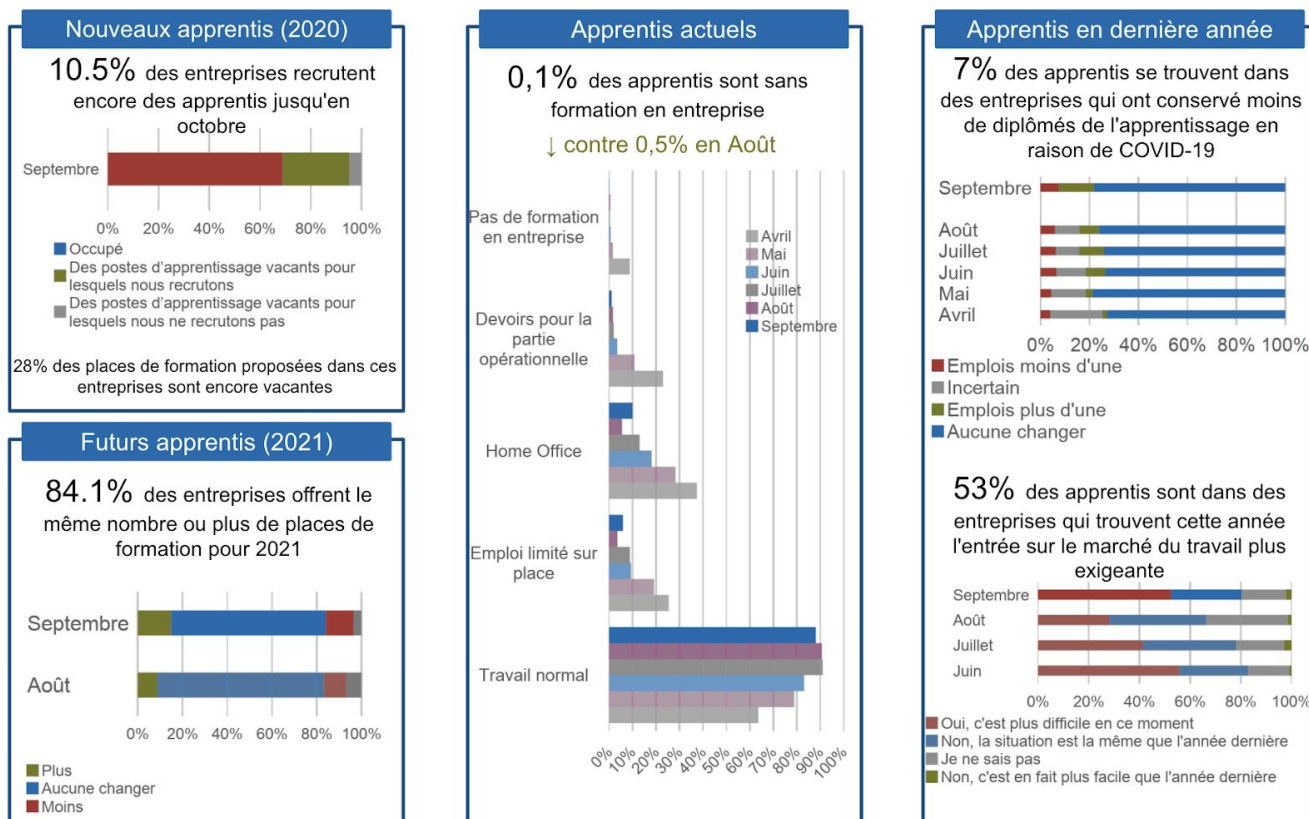 Nouveaux apprentis (2020)
10.5% des entreprises recrutent
encore des apprentis jusqu'en
octobre
Septembre
0% 20% 40% 60% 80% 100%
Occupé
Des postes d'apprentissage vacants pour
lesquels nous recrutons
Des postes d'apprentissage vacants pour
lesquels nous ne recrutons pas
28% des places de formation proposées dans ces
entreprises sont encore vacantes
Futurs apprentis (2021)
84.1% des entreprises offrent le
même nombre ou plus de places de
formation pour 2021
Septembre
Août
0% 20% 40% 60% 80% 100%
Plus
Aucune changer
Moins
Apprentis actuels
0,1% des apprentis sont sans
formation en entreprise
↓ contre 0,5% en Août
Pas de formation
en entreprise
Devoirs pour la
partie
opérationnelle
Home Office
Emploi limité sur
place
Travail normal
Avril
Mai
Juin
Juillet
Août
Septembre
0% 10% 20% 30% 40% 50% 60% 70% 80% 90% 100%
Apprentis en dernière année
7% des apprentis se trouvent dans
des entreprises qui ont conservé moins
de diplômés de l'apprentissage en
raison de COVID-19
Septembre
Août
Juillet
Juin
Mai
Avril
0% 20% 40% 60% 80% 100%
Emplois moins d'une
Incertain
Emplois plus d'une
Aucune changer
53% des apprentis sont dans des
entreprises qui trouvent cette année
l'entrée sur le marché du travail plus
exigeante
Septembre
Août
Juillet
Juin
0% 20% 40% 60% 80% 100%
Oui, c'est plus difficile en ce moment
Non, la situation est la même que l'année dernière
Je ne sais pas
Non, c'est en fait plus facile que l'année dernière